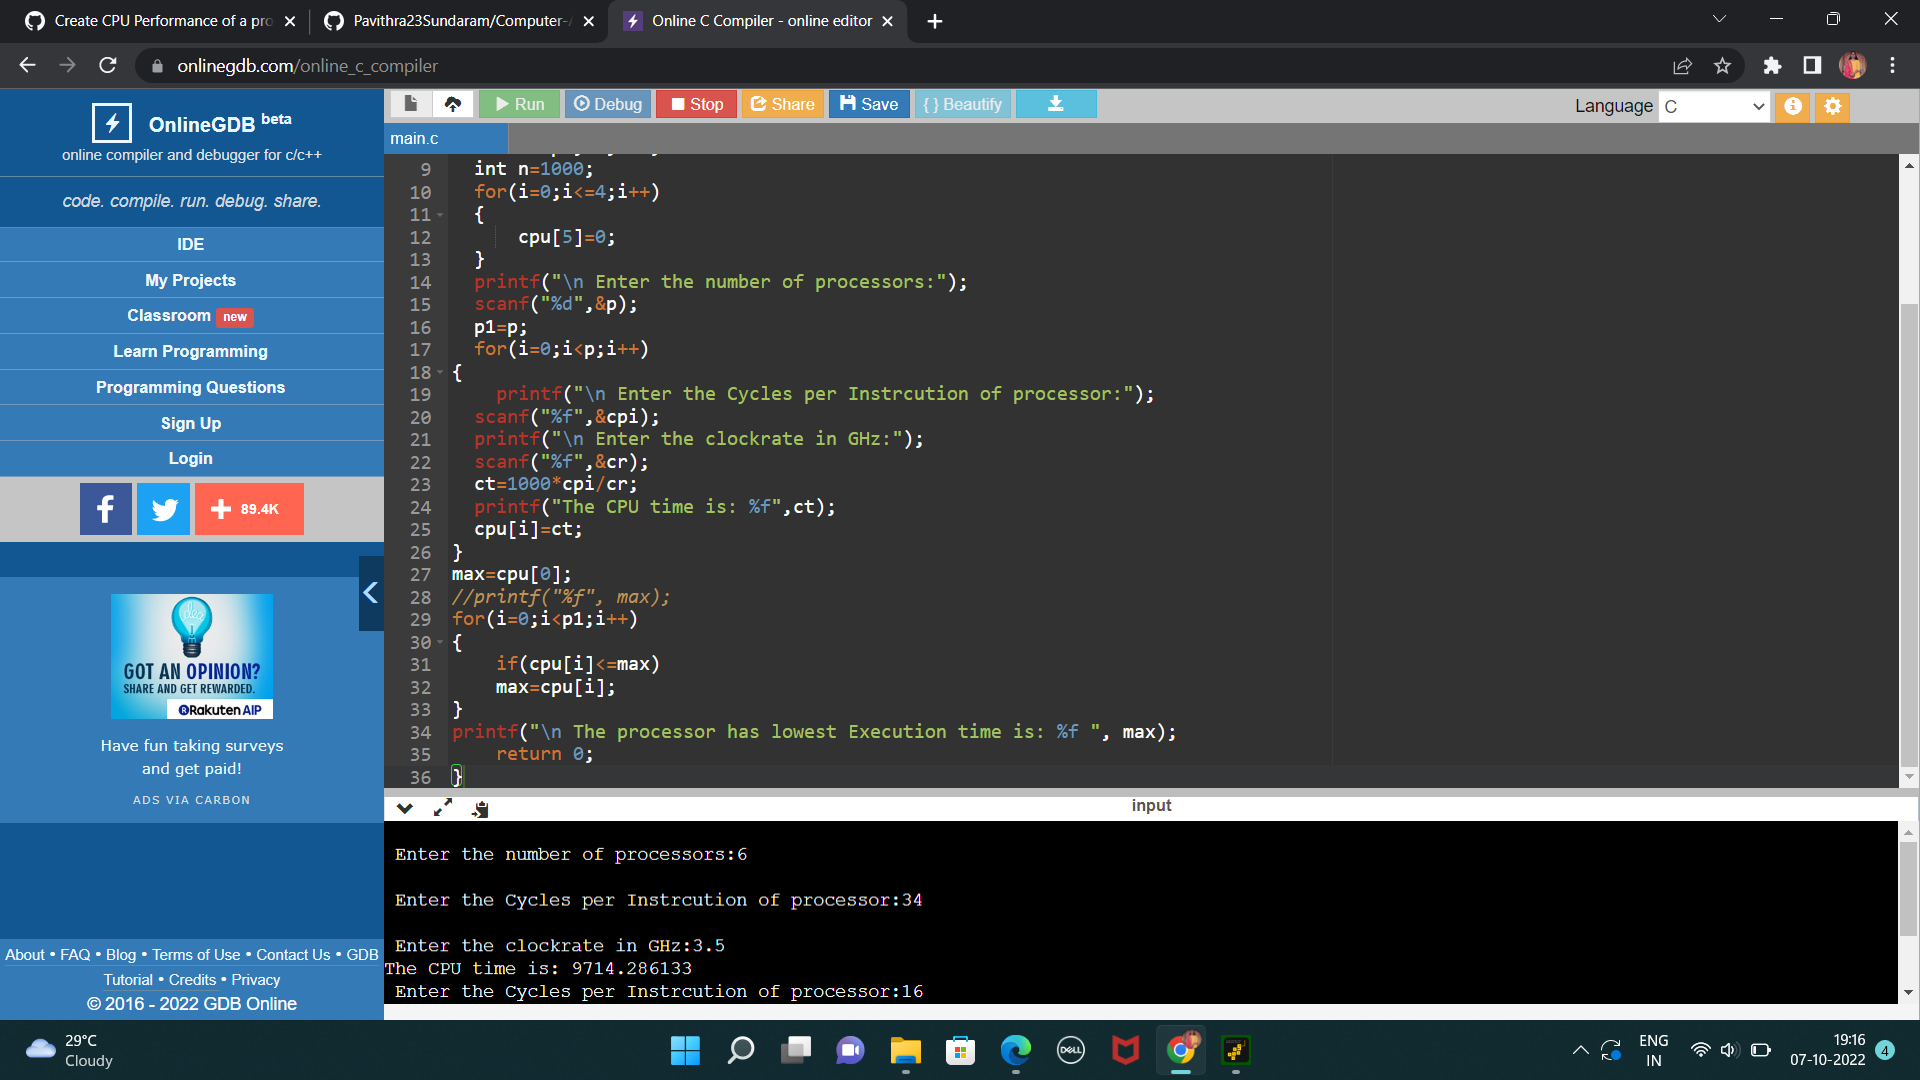 Create CPU Performance of a pro
Pavithra23Sundaram/Computer-
Online C Compiler - online editor
onlinegdb.com/online_c_compiler
OnlineGDB beta
online compiler and debugger for c/c++
code. compile. run. debug. share.
IDE
My Projects
Classroom new
Learn Programming
Programming Questions
Sign Up
Login
89.4K
GOT AN OPINION?
SHARE AND GET REWARDED.
Rakuten AIP
Have fun taking surveys
and get paid!
ADS VIA CARBON
About • FAQ • Blog • Terms of Use • Contact Us • GDB
Tutorial • Credits • Privacy
© 2016 - 2022 GDB Online
Run Debug Stop Share Save {} Beautify
Language C
main.c
9 int n=1000;
10 for(i=0;i<=4;i++)
11 {
12 cpu[5]=0;
13 }
14 printf("\n Enter the number of processors:");
15 scanf("%d",&p);
16 p1=p;
17 for(i=0;i<p;i++)
18 {
19 printf("\n Enter the Cycles per Instrcution of processor:");
20 scanf("%f",&cpi);
21 printf("\n Enter the clockrate in GHz:");
22 scanf("%f",&cr);
23 ct=1000*cpi/cr;
24 printf("The CPU time is: %f",ct);
25 cpu[i]=ct;
26 }
27 max=cpu[0];
28 //printf("%f", max);
29 for(i=0;i<p1;i++)
30 {
31 if(cpu[i]<=max)
32 max=cpu[i];
33 }
34 printf("\n The processor has lowest Execution time is: %f ", max);
35 return 0;
36 }
input
Enter the number of processors:6
Enter the Cycles per Instrcution of processor:34
Enter the clockrate in GHz:3.5
The CPU time is: 9714.286133
Enter the Cycles per Instrcution of processor:16
29°C
Cloudy
DELL
ENG
IN
19:16
07-10-2022
4